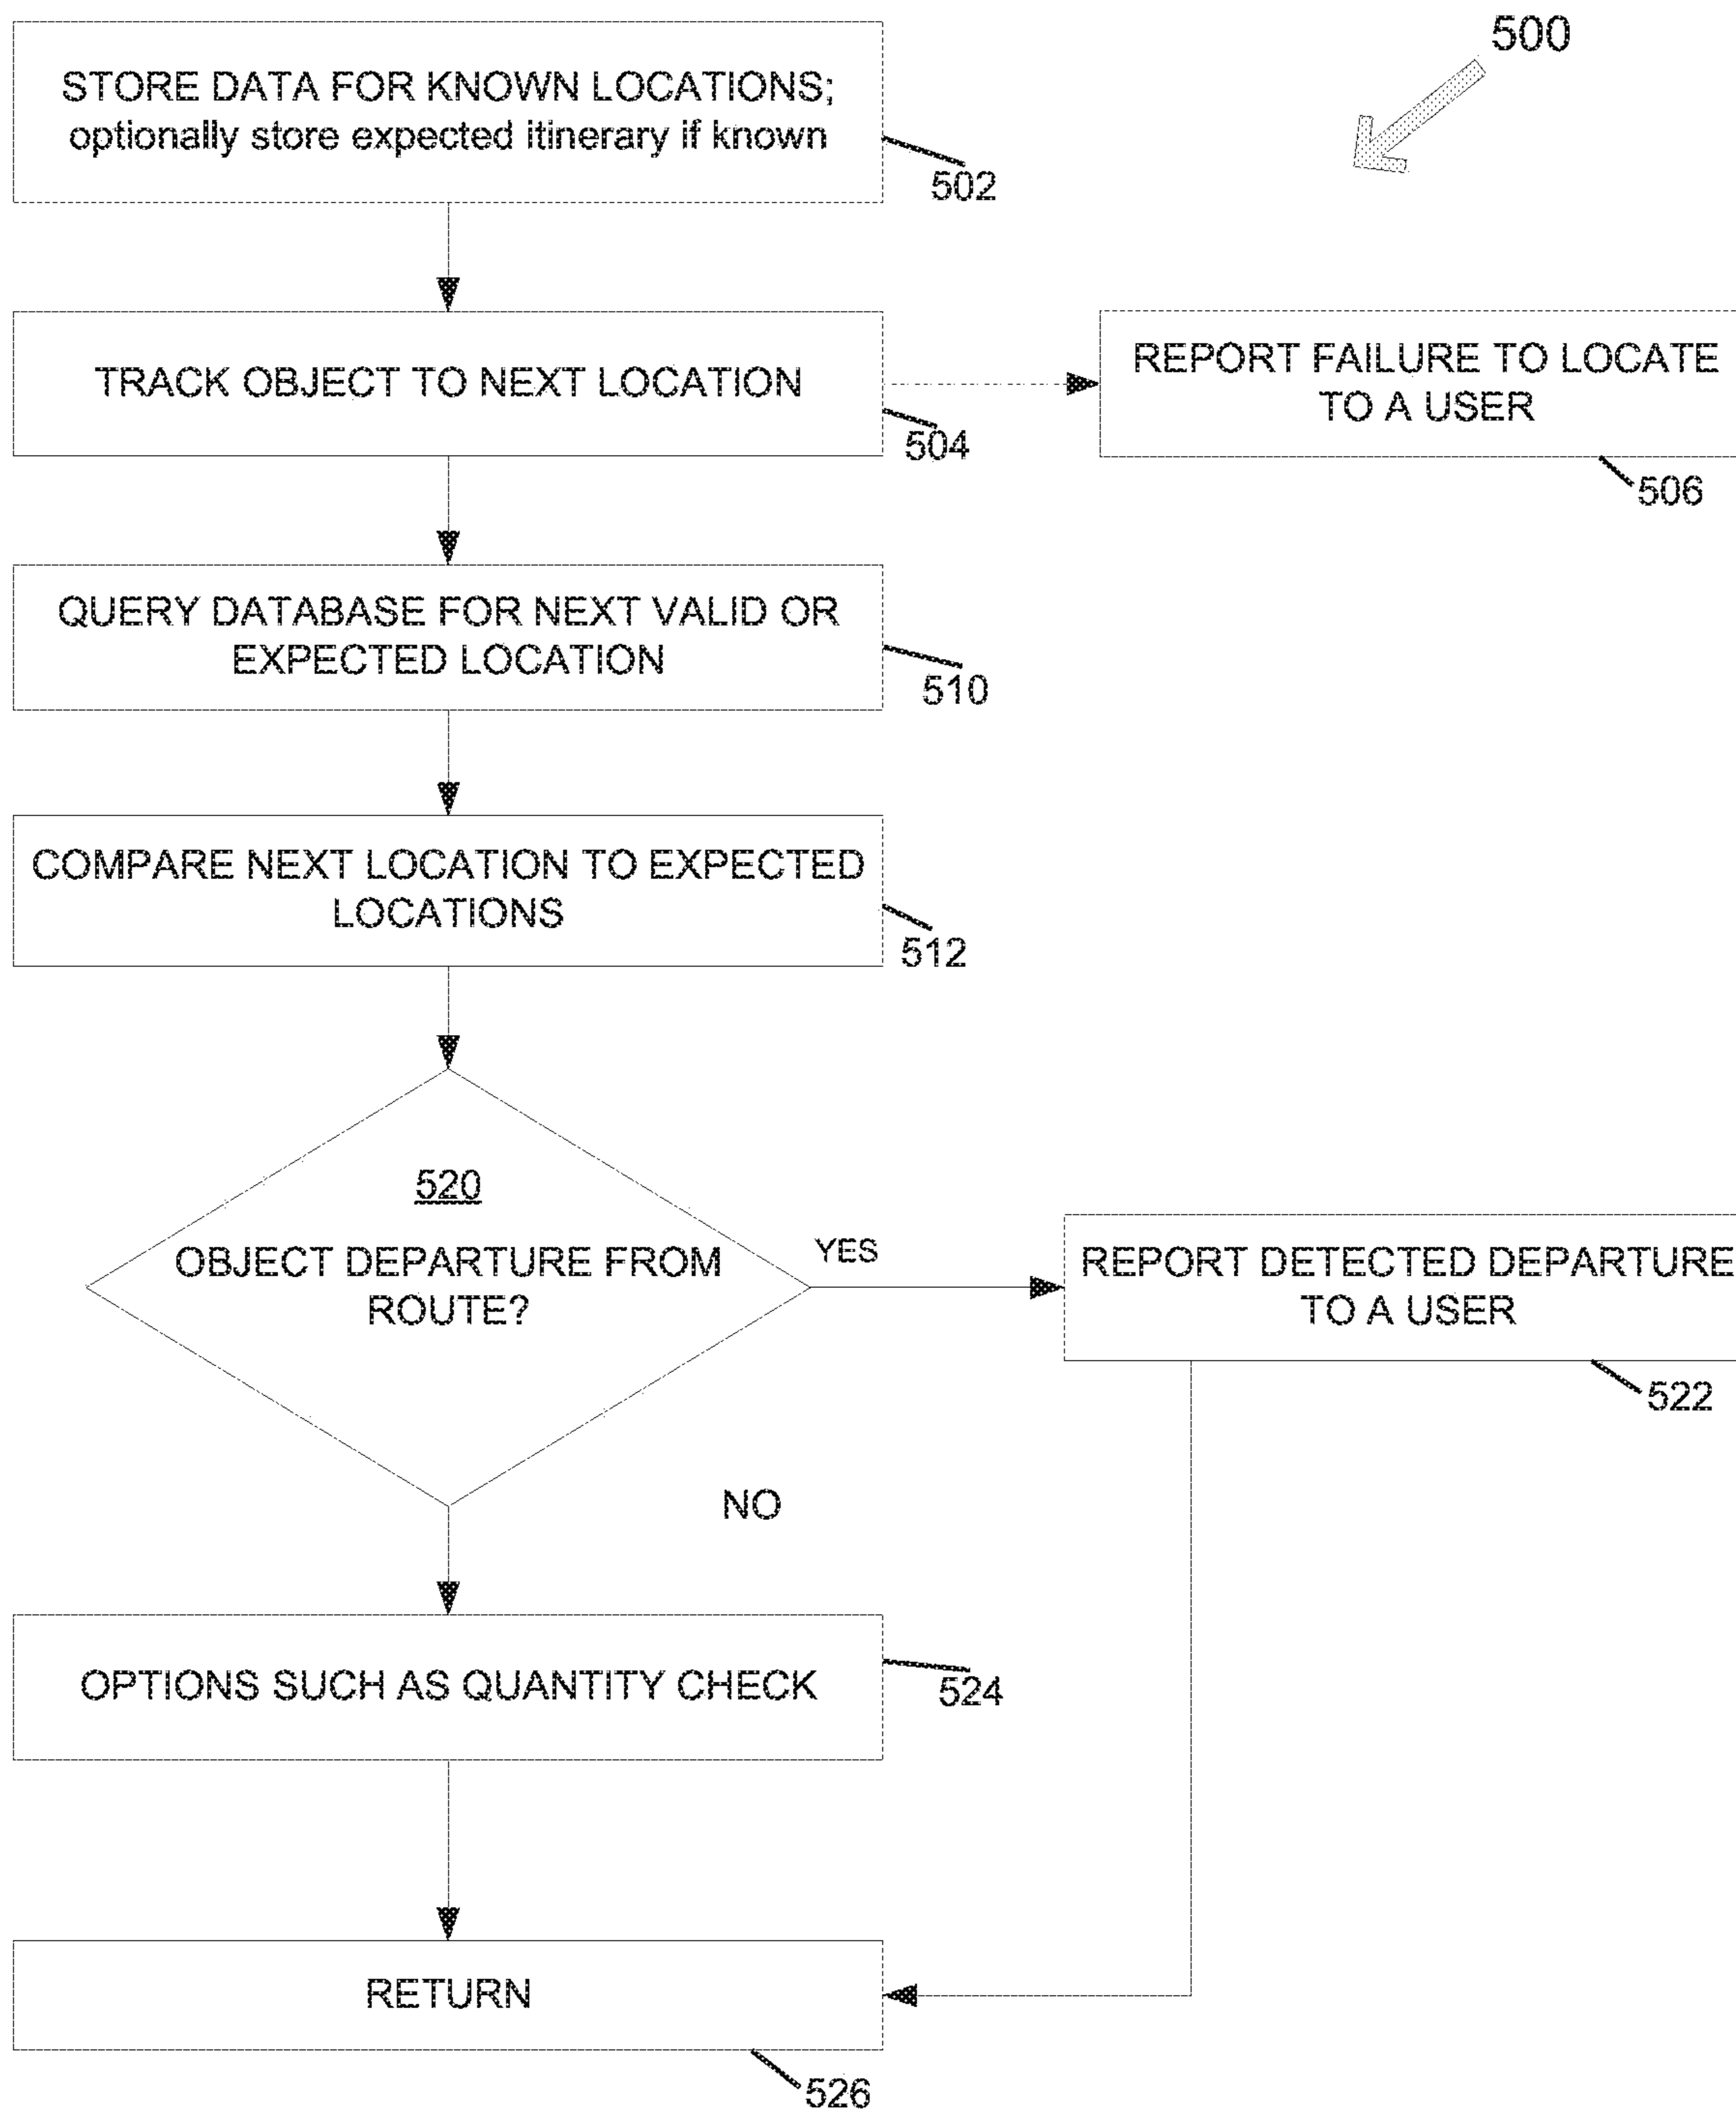 500
STORE DATA FOR KNOWN LOCATIONS;
optionally store expected itinerary if known
502
TRACK OBJECT TO NEXT LOCATION
504
REPORT FAILURE TO LOCATE
TO A USER
506
QUERY DATABASE FOR NEXT VALID OR
EXPECTED LOCATION
510
COMPARE NEXT LOCATION TO EXPECTED
LOCATIONS
512
520
OBJECT DEPARTURE FROM
ROUTE?
YES
REPORT DETECTED DEPARTURE
TO A USER
522
NO
OPTIONS SUCH AS QUANTITY CHECK
524
RETURN
526